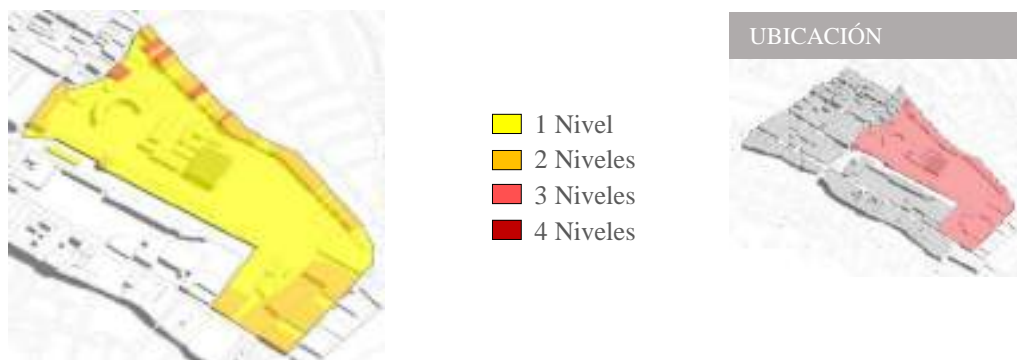 UBICACIÓN
1 Nivel
2 Niveles
3 Niveles
4 Niveles